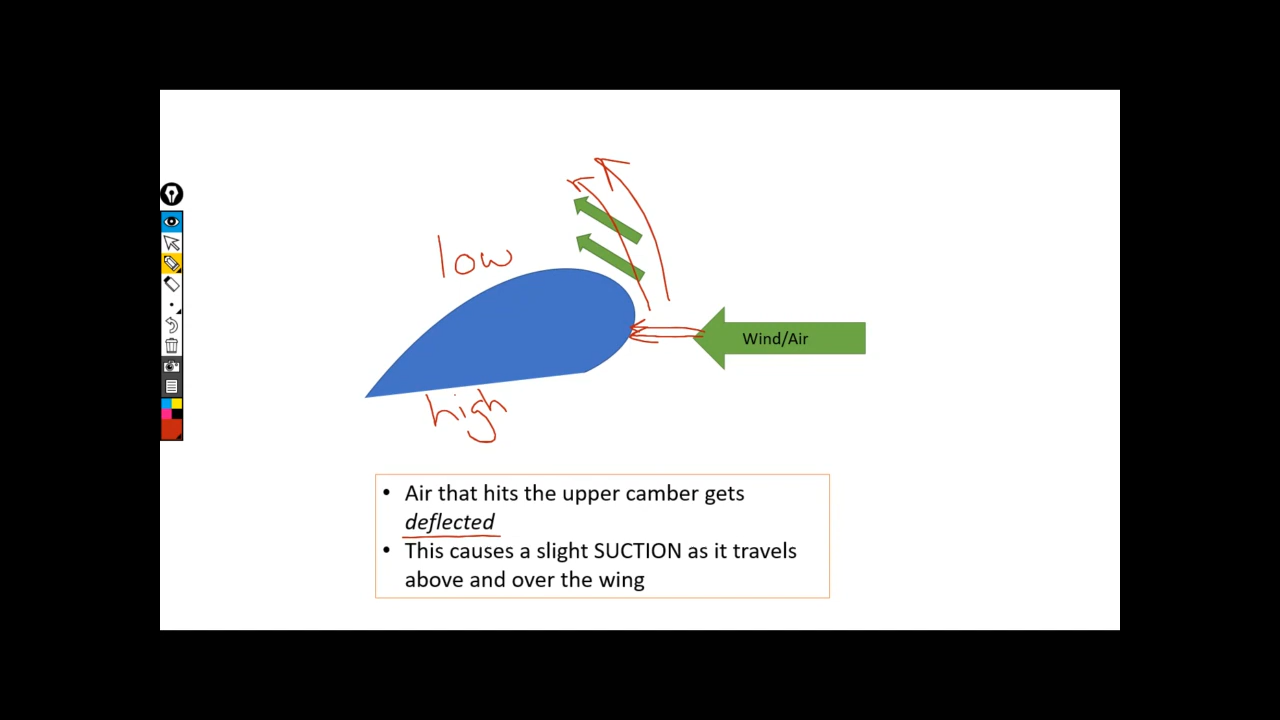 low
Wind/Air
high
• Air that hits the upper camber gets
deflected
• This causes a slight SUCTION as it travels
above and over the wing